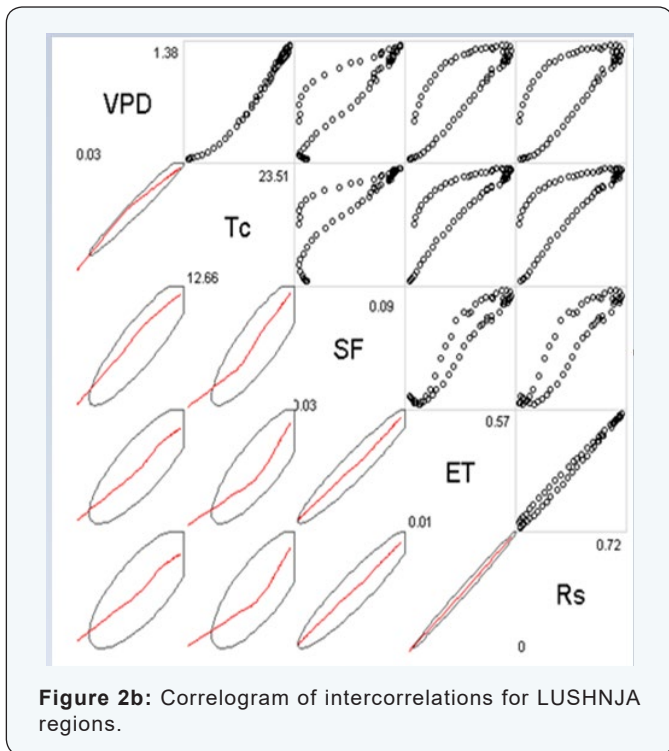 1.38
VPD
0.03
23.51
Tc
12.66
0.09
SF
0.03
0.57
ET
0.01
0.72
Rs
0
Figure 2b: Correlogram of intercorrelations for LUSHNJA
regions.